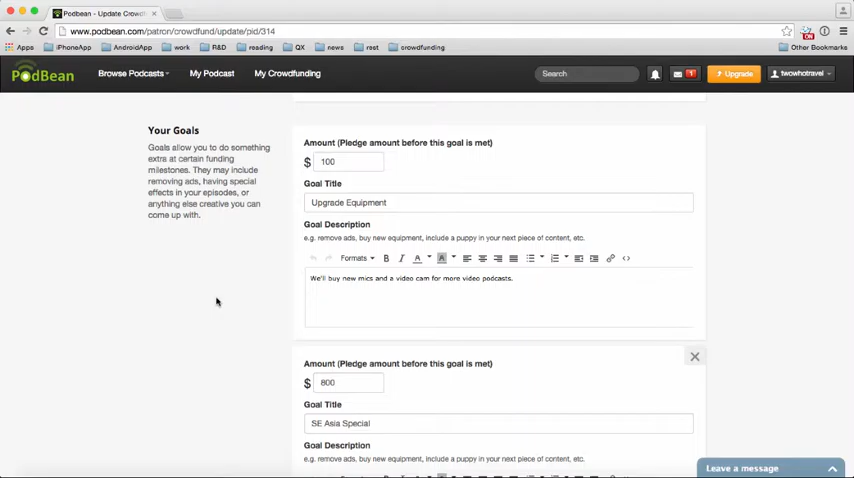 Podbean - Update Crowdf
www.podbean.com/patron/crowdfund/update/pid/314
Apps iPhoneApp AndroidApp work R&D reading QX news rest crowdfunding Other Bookmarks
PodBean Browse Podcasts My Podcast My Crowdfunding Search 1 Upgrade twowhotravel
Your Goals
Goals allow you to do something
extra at certain funding
milestones. They may include
removing ads, having special
effects in your episodes, or
anything else creative you can
come up with.
Amount (Pledge amount before this goal is met)
$ 100
Goal Title
Upgrade Equipment
Goal Description
e.g. remove ads, buy new equipment, include a puppy in your next piece of content, etc.
Formats B I A A
We'll buy new mics and a video cam for more video podcasts.
Amount (Pledge amount before this goal is met)
$ 800
Goal Title
SE Asia Special
Goal Description
e.g. remove ads, buy new equipment, include a puppy in your next piece of content, etc.
Leave a message